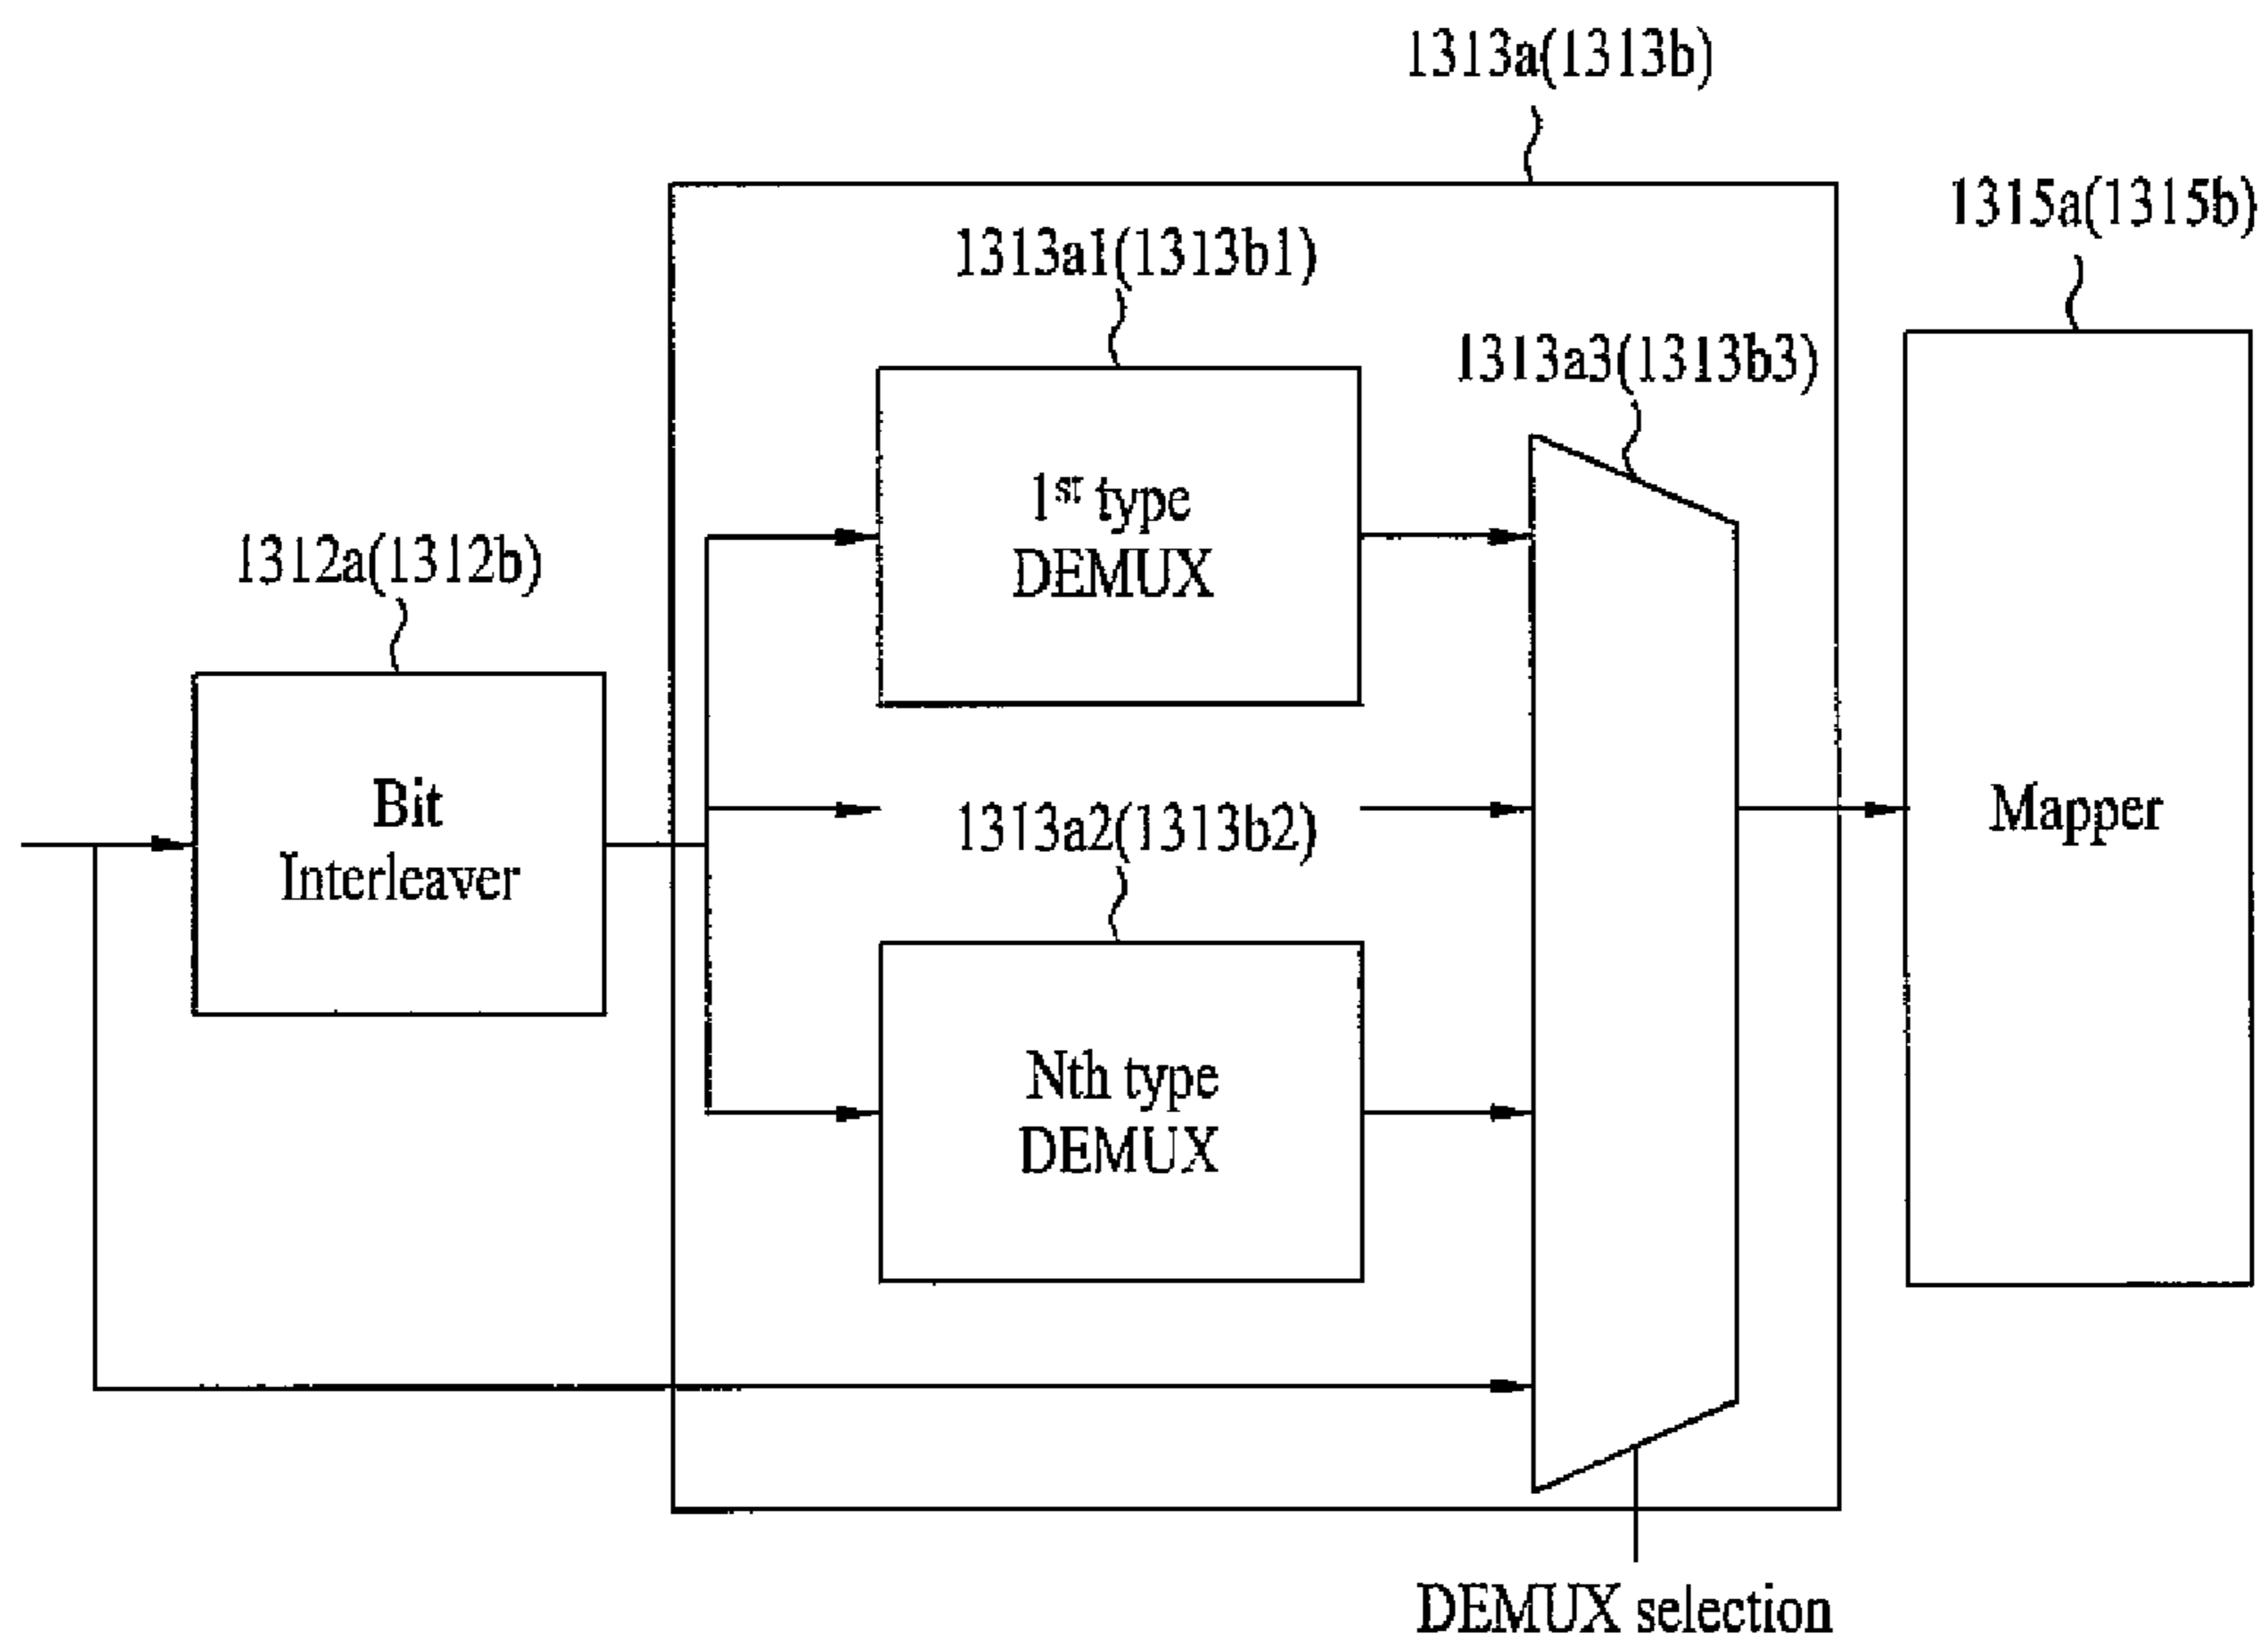 1313a(1313b)
1315a(1315b)
1313a1(1313b1)
1313a3(1313b3)
1st type
DEMUX
1312a(1312b)
Bit
Interleaver
1313a2(1313b2)
Mapper
Nth type
DEMUX
DEMUX selection